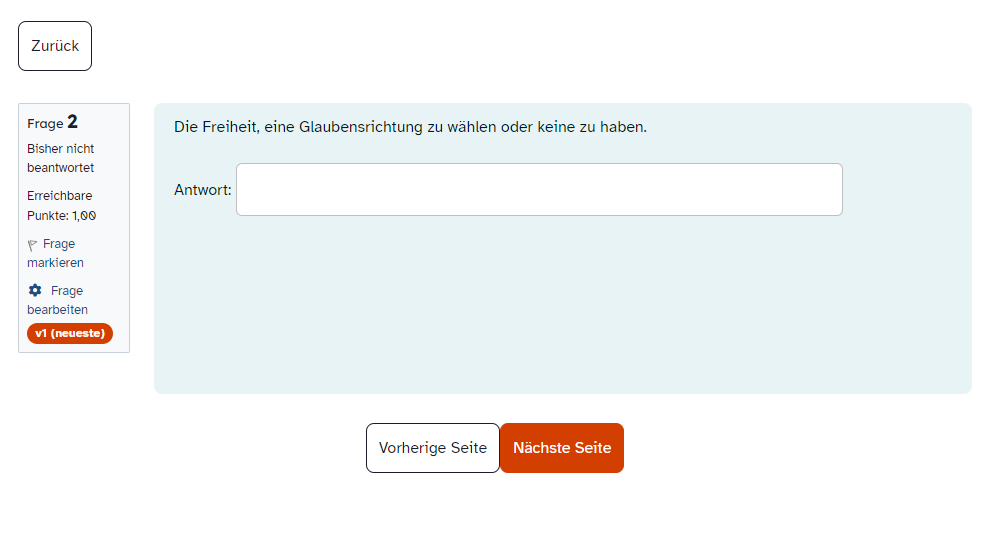 Zurück
Frage 2
Bisher nicht
beantwortet
Erreichbare
Punkte: 1,00
Frage
markieren
Frage
bearbeiten
v1 (neueste)
Die Freiheit, eine Glaubensrichtung zu wählen oder keine zu haben.
Antwort:
Vorherige Seite
Nächste Seite